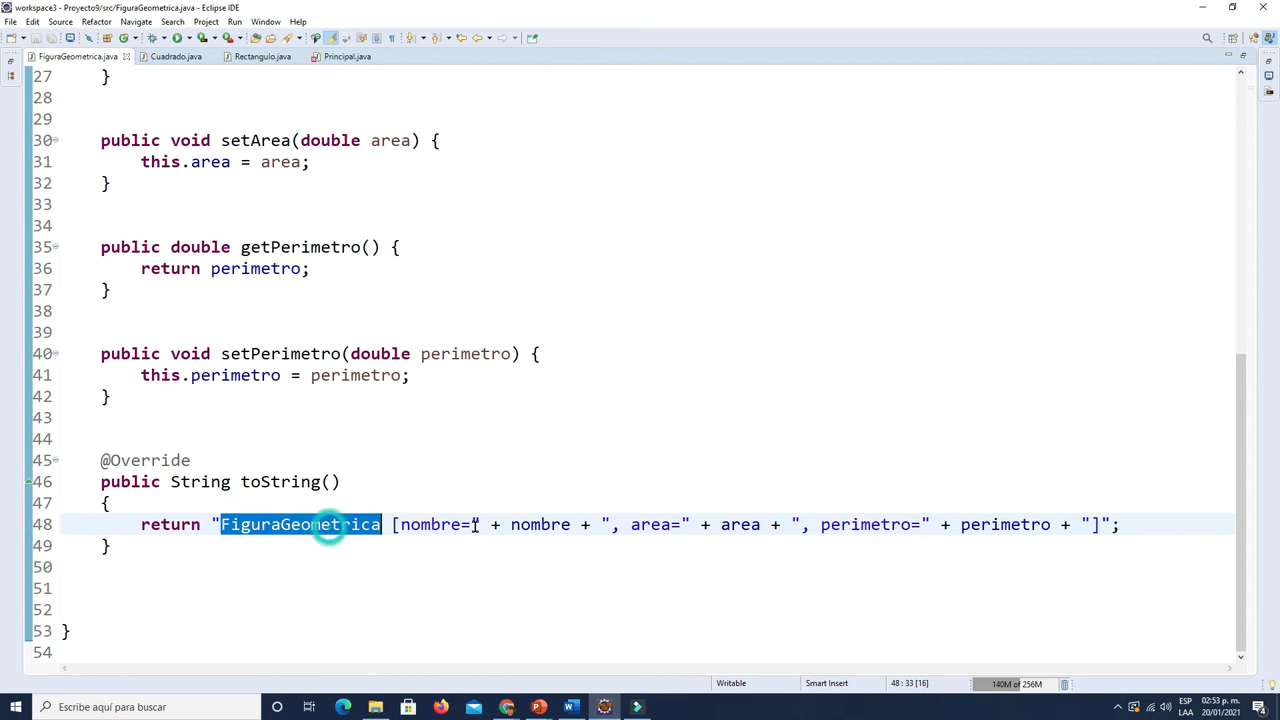 workspace3 - Proyecto9/src/FiguraGeometrica.java - Eclipse IDE
File Edit Source Refactor Navigate Search Project Run Window Help
FiguraGeometrica.java Cuadrado.java Rectangulo.java Principal.java
27 }
28
29
30 public void setArea(double area) {
31 this.area = area;
32 }
33
34
35 public double getPerimetro() {
36 return perimetro;
37 }
38
39
40 public void setPerimetro(double perimetro) {
41 this.perimetro = perimetro;
42 }
43
44
45 @Override
46 public String toString()
47 {
48 return "FiguraGeometrica [nombre=" + nombre + ", area=" + area + ", perimetro=" + perimetro + "]";
49 }
50
51
52
53 }
54
Writable Smart Insert 48 : 33 [16] 140M of 256M
Escribe aquí para buscar
ESP 02:53 p. m.
LAA 20/01/2021